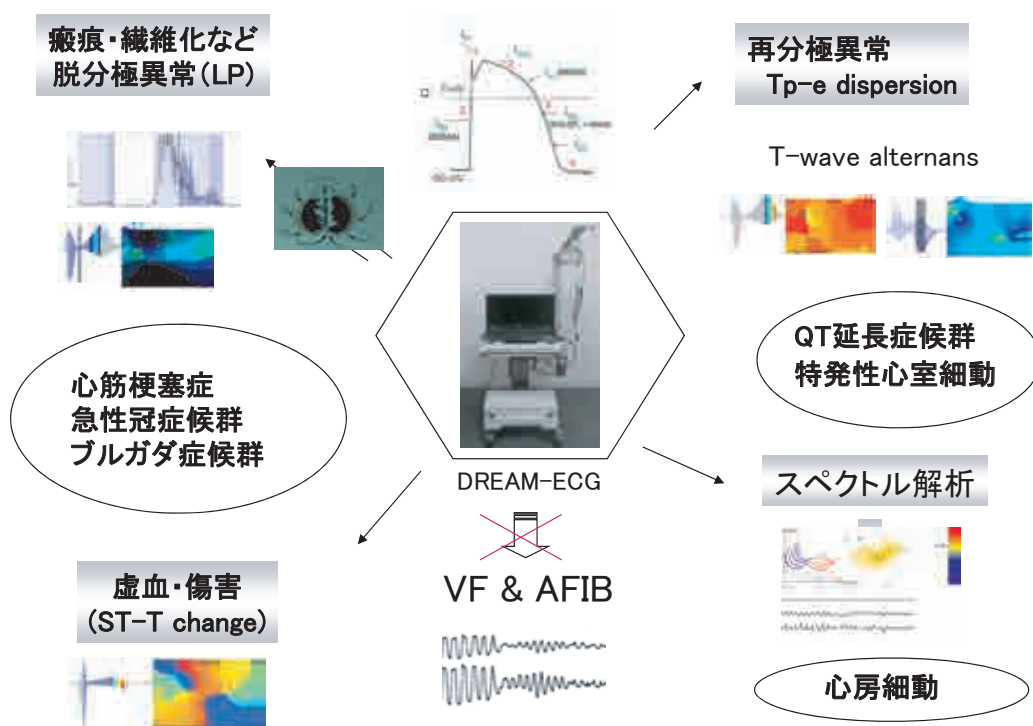 瘢痕・繊維化など
脱分極異常(LP)
再分極異常
Tp-e dispersion
T-wave alternans
QT延長症候群
特発性心室細動
心筋梗塞症
急性冠症候群
ブルガダ症候群
DREAM-ECG
スペクトル解析
VF & AFIB
虚血・傷害
(ST-T change)
心房細動